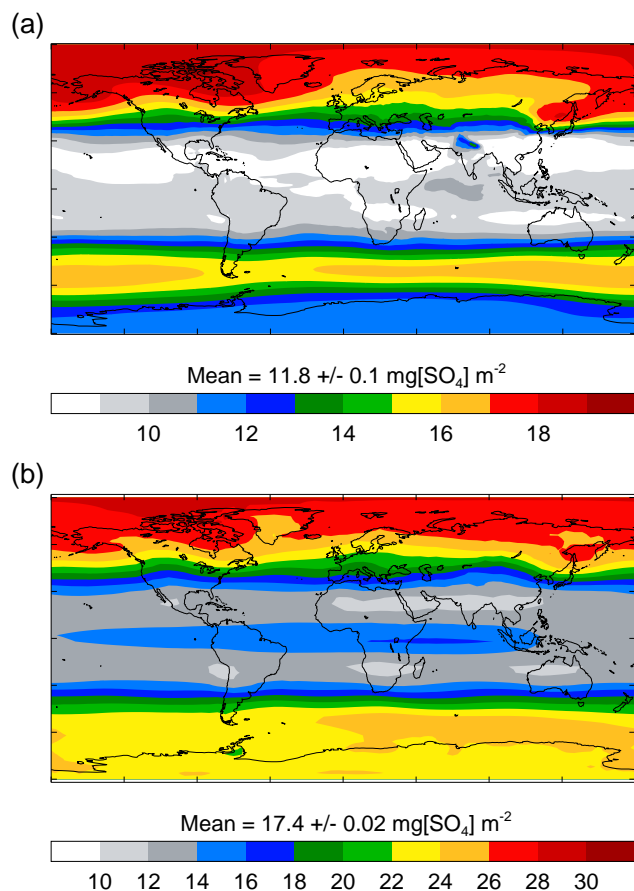 (a)
Mean = 11.8 +/- 0.1 mg[SO₄] m⁻²
10 12 14 16 18
(b)
Mean = 17.4 +/- 0.02 mg[SO₄] m⁻²
10 12 14 16 18 20 22 24 26 28 30